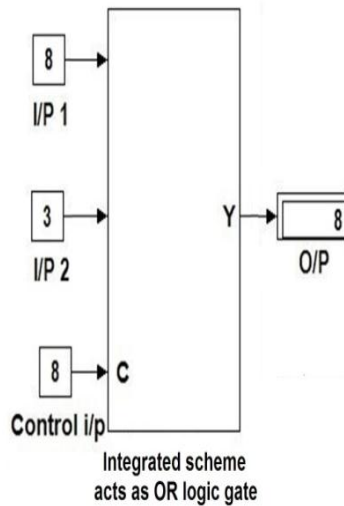 8
I/P 1
3
I/P 2
Y
8
O/P
8
C
Control i/p
Integrated scheme
acts as OR logic gate